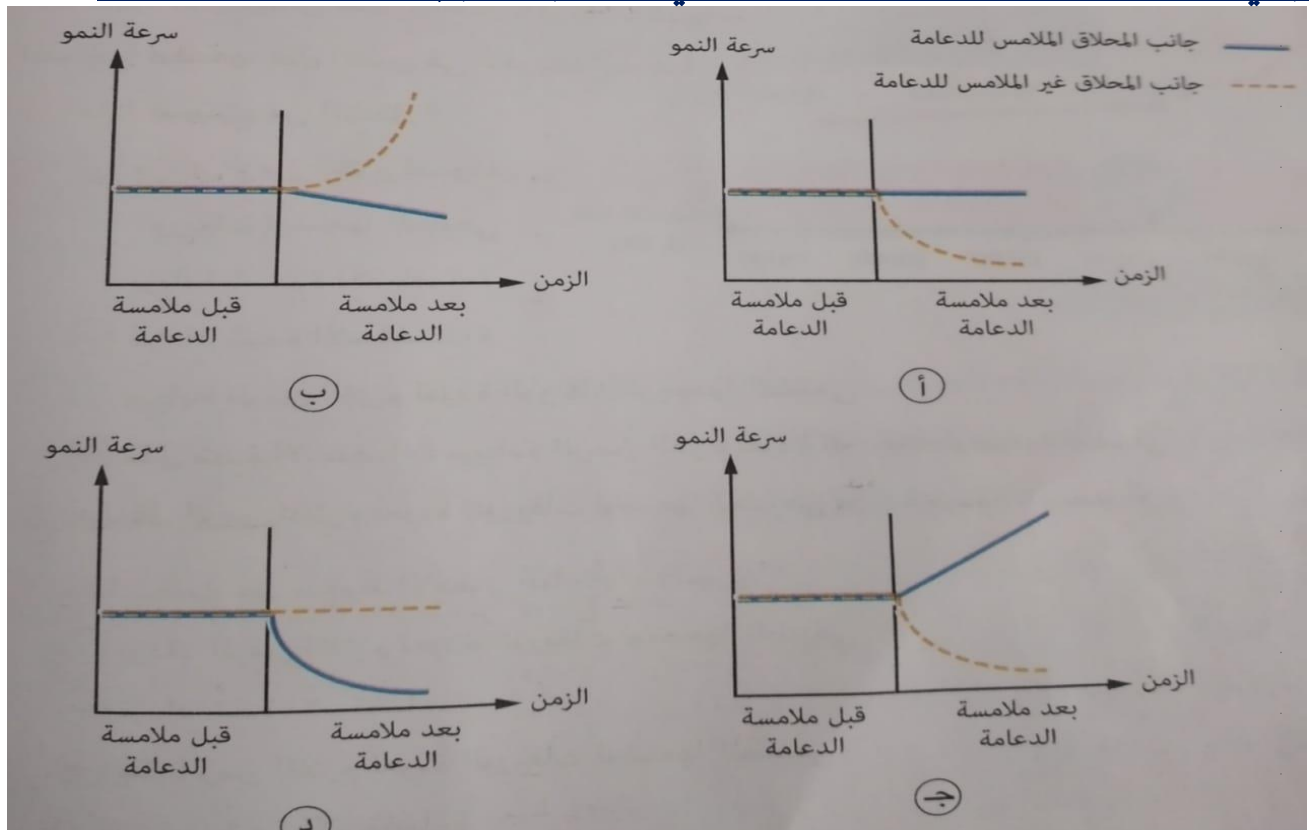 جانب المحلاق الملامس للدعامة
جانب المحلاق غير الملامس للدعامة
سرعة النمو
الزمن
قبل ملامسة
الدعامة
بعد ملامسة
الدعامة
أ
سرعة النمو
الزمن
قبل ملامسة
الدعامة
بعد ملامسة
الدعامة
ب
سرعة النمو
الزمن
قبل ملامسة
الدعامة
بعد ملامسة
الدعامة
جـ
سرعة النمو
الزمن
قبل ملامسة
الدعامة
بعد ملامسة
الدعامة
د